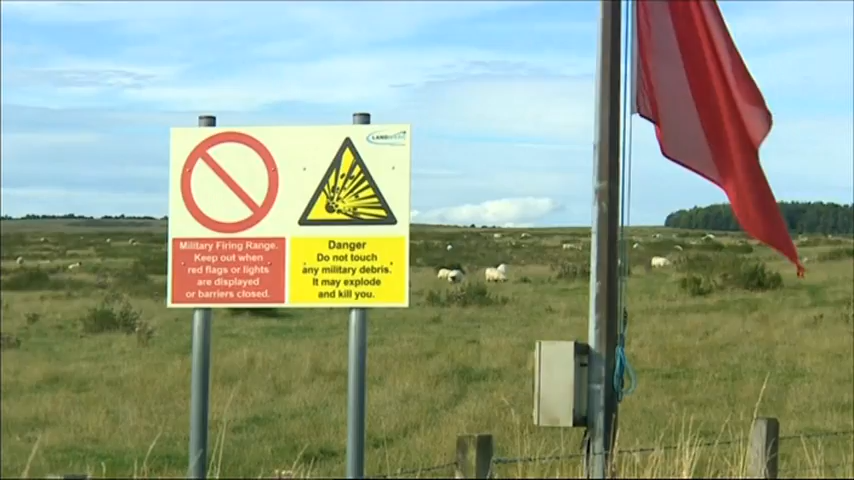 LANDMARC
Military Firing Range.
Keep out when
red flags or lights
are displayed
or barriers closed.
Danger
Do not touch
any military debris.
It may explode
and kill you.